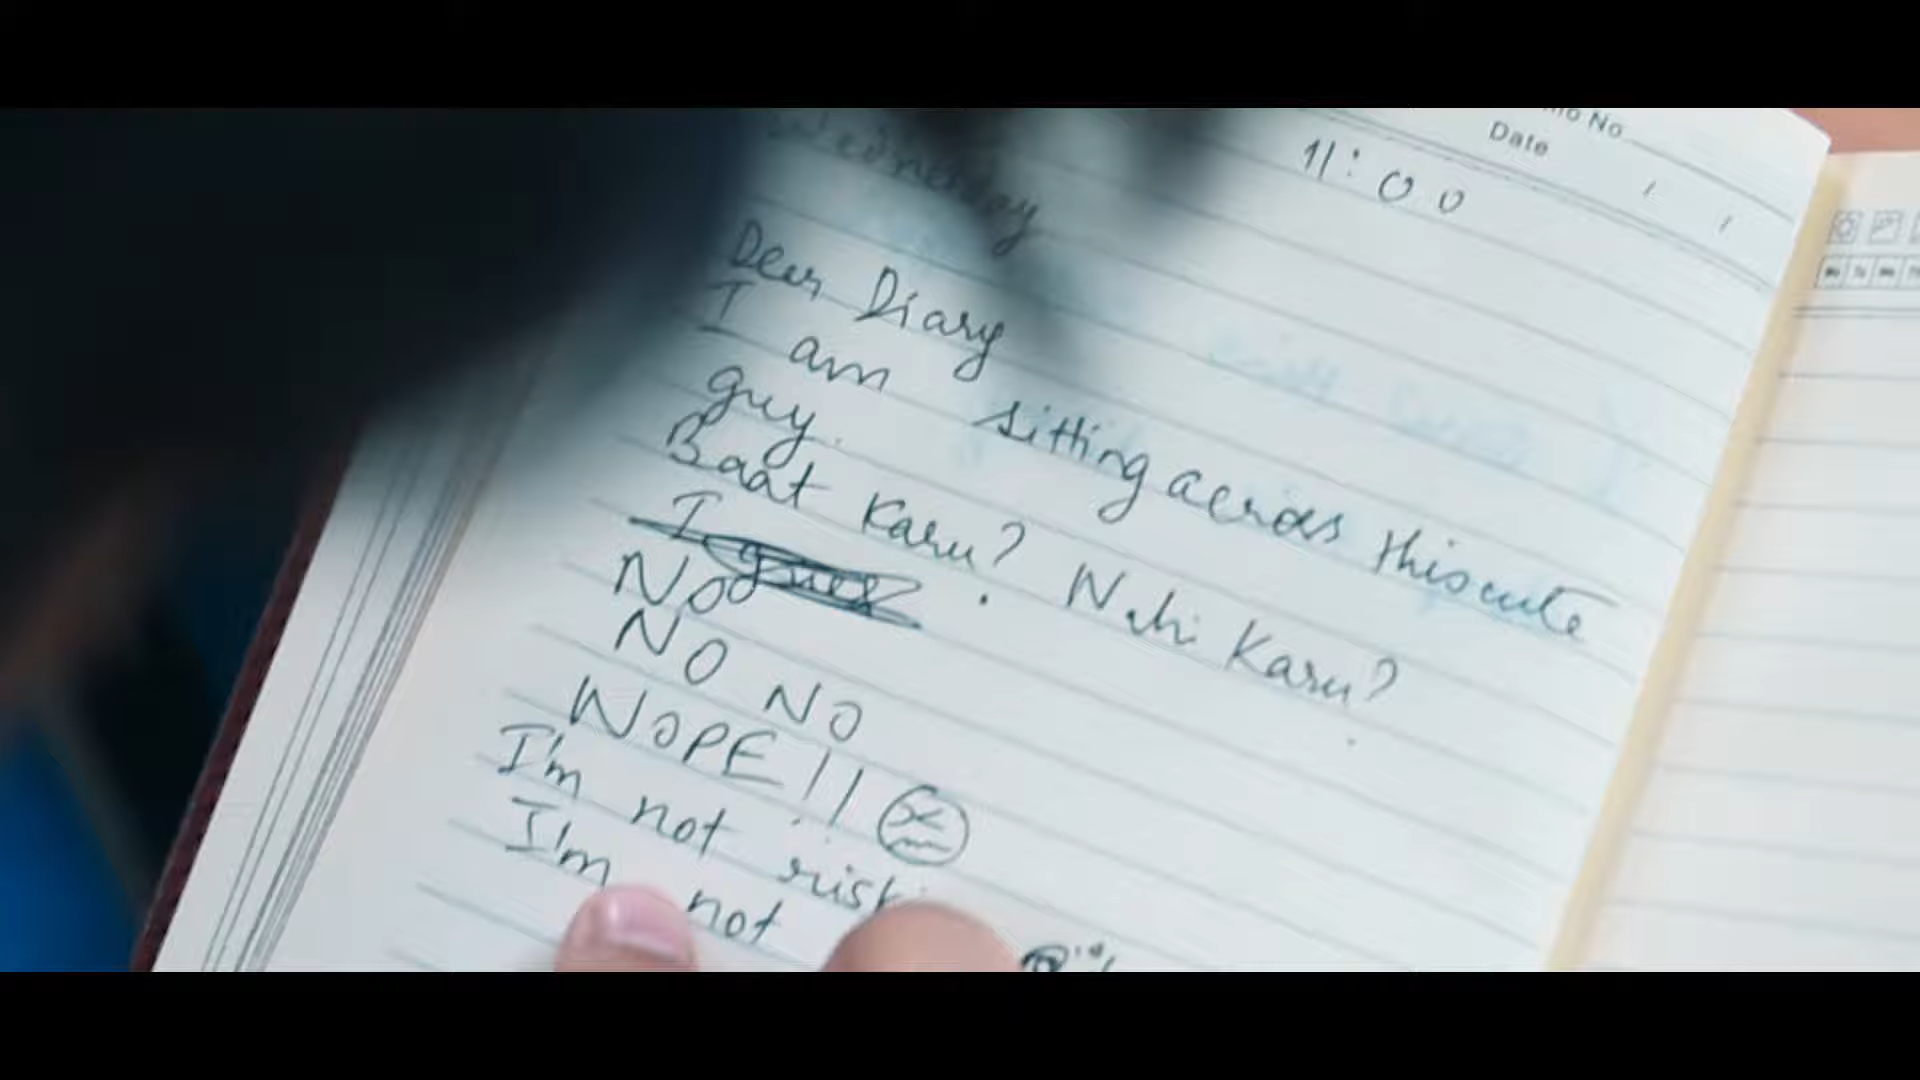 No
Date
11:00
Wednesday
Dear Diary
I am sitting across this cute
guy.
Baat Karu? Nahi Karu?
I guess
No
NO NO
NOPE!!
I'm not
I'm not